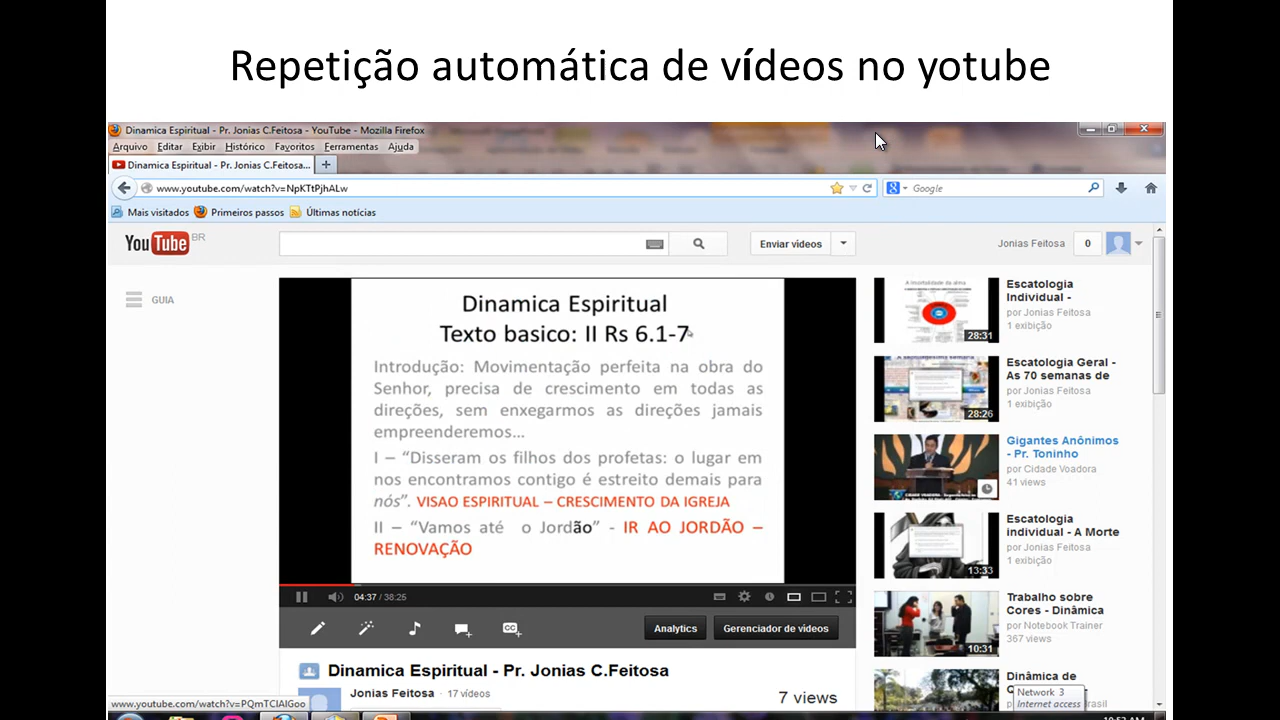 Repetição automática de vídeos no yotube
Dinamica Espiritual - Pr. Jonias C.Feitosa - YouTube - Mozilla Firefox
Arquivo Editar Exibir Histórico Favoritos Ferramentas Ajuda
Dinamica Espiritual - Pr. Jonias C.Feitosa...
www.youtube.com/watch?v=NpKTtPjhALw
Google
Mais visitados Primeiros passos Últimas notícias
YouTube BR
Enviar vídeos
Jonias Feitosa 0
GUIA
Dinamica Espiritual
Texto basico: II Rs 6.1-7
Introdução: Movimentação perfeita na obra do
Senhor, precisa de crescimento em todas as
direções, sem enxegarmos as direções jamais
empreenderemos...
I – “Disseram os filhos dos profetas: o lugar em
nos encontramos contigo é estreito demais para
nós”. VISAO ESPIRITUAL – CRESCIMENTO DA IGREJA
II – “Vamos até o Jordão” - IR AO JORDÃO –
RENOVAÇÃO
04:37 / 38:25
CC
Analytics
Gerenciador de vídeos
Dinamica Espiritual - Pr. Jonias C.Feitosa
Jonias Feitosa · 17 vídeos
7 views
www.youtube.com/watch?v=PQmTCIAIGoo
A imortalidade da alma
28:31
Escatologia
Individual -
por Jonias Feitosa
1 exibição
28:26
Escatologia Geral -
As 70 semanas de
por Jonias Feitosa
1 exibição
CIDADE VOADORA
Gigantes Anônimos
- Pr. Toninho
por Cidade Voadora
41 views
13:33
Escatologia
individual - A Morte
por Jonias Feitosa
1 exibição
10:31
Trabalho sobre
Cores - Dinâmica
por Notebook Trainer
367 views
Dinâmica de
Network 3
Internet access